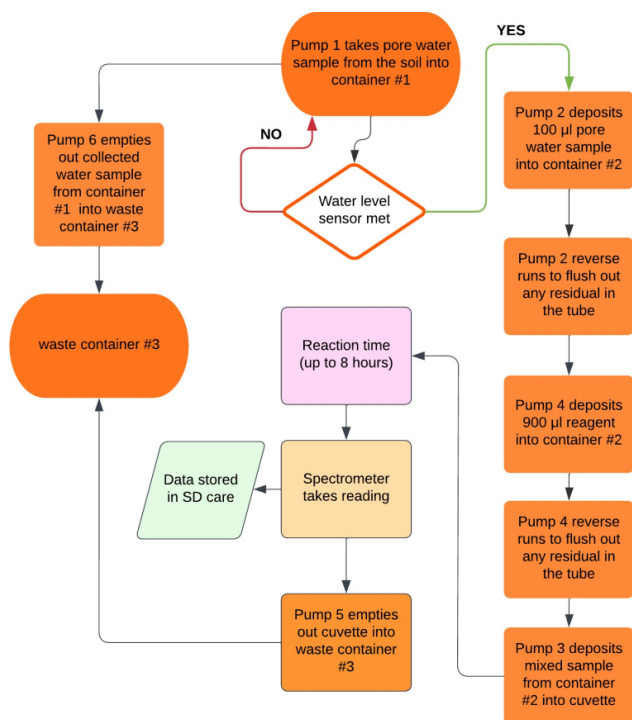 Pump 1 takes pore water
sample from the soil into
container #1
YES
NO
Water level
sensor met
Pump 6 empties
out collected
water sample
from container
#1 into waste
container #3
waste container #3
Pump 2 deposits
100 µl pore
water sample
into container #2
Pump 2 reverse
runs to flush out
any residual in
the tube
Pump 4 deposits
900 µl reagent
into container #2
Pump 4 reverse
runs to flush out
any residual in
the tube
Pump 3 deposits
mixed sample
from container
#2 into cuvette
Reaction time
(up to 8 hours)
Spectrometer
takes reading
Data stored
in SD care
Pump 5 empties
out cuvette into
waste container
#3